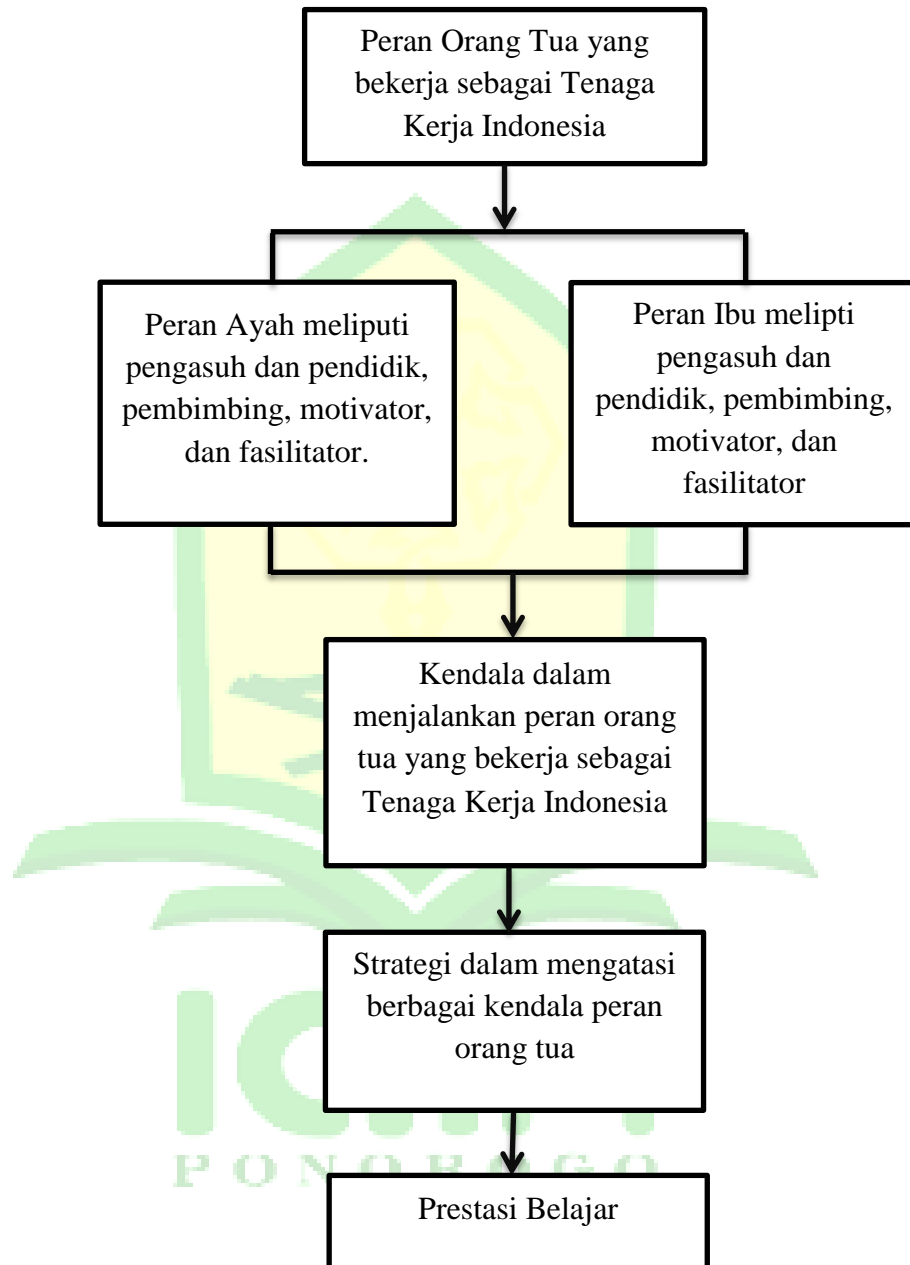 Peran Orang Tua yang
bekerja sebagai Tenaga
Kerja Indonesia
Peran Ayah meliputi
pengasuh dan pendidik,
pembimbing, motivator,
dan fasilitator.
Peran Ibu melipti
pengasuh dan
pendidik, pembimbing,
motivator, dan
fasilitator
Kendala dalam
menjalankan peran orang
tua yang bekerja sebagai
Tenaga Kerja Indonesia
Strategi dalam mengatasi
berbagai kendala peran
orang tua
PONOROGO
Prestasi Belajar